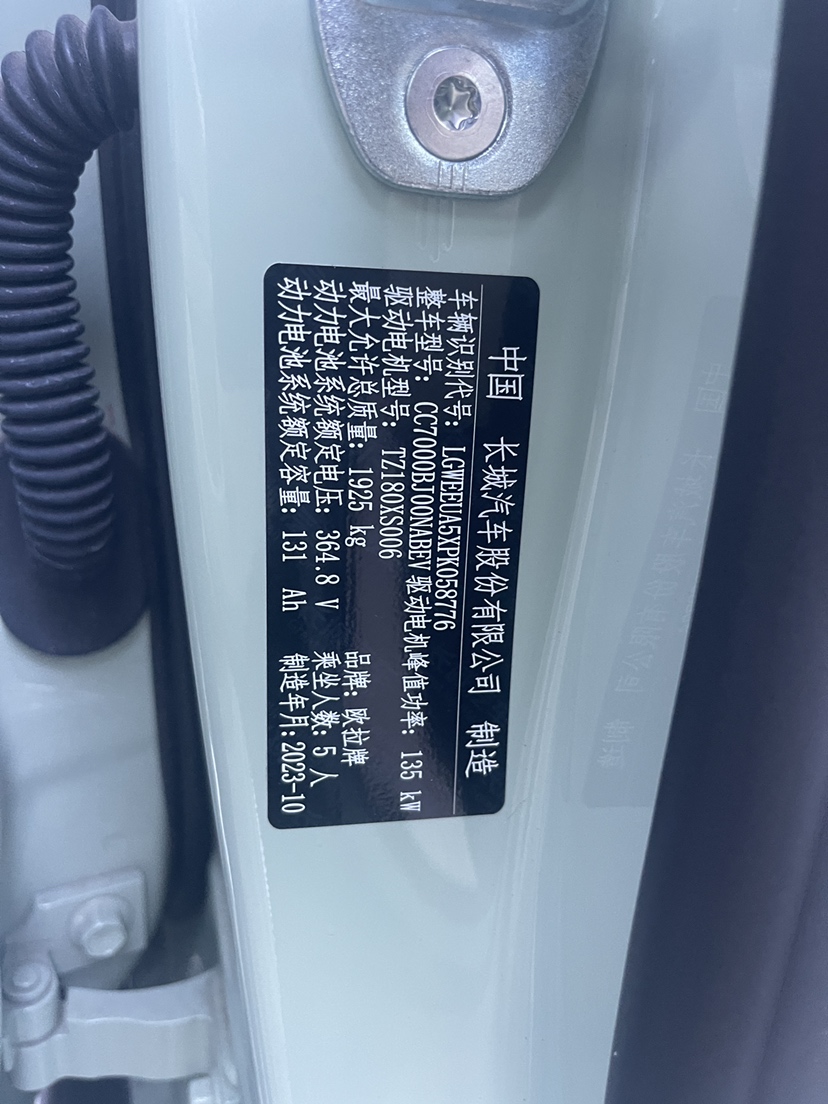 中国 长城汽车股份有限公司 制造
车辆识别代号: LGWEEUA5XPK058776
整车型号: CC7000BJ00NABEV 驱动电机峰值功率: 135 kW
驱动电机型号: TZ180XS006
最大允许总质量: 1925 kg 品牌: 欧拉牌
动力电池系统额定电压: 364.8 V 乘坐人数: 5 人
动力电池系统额定容量: 131 Ah 制造年月: 2023-10